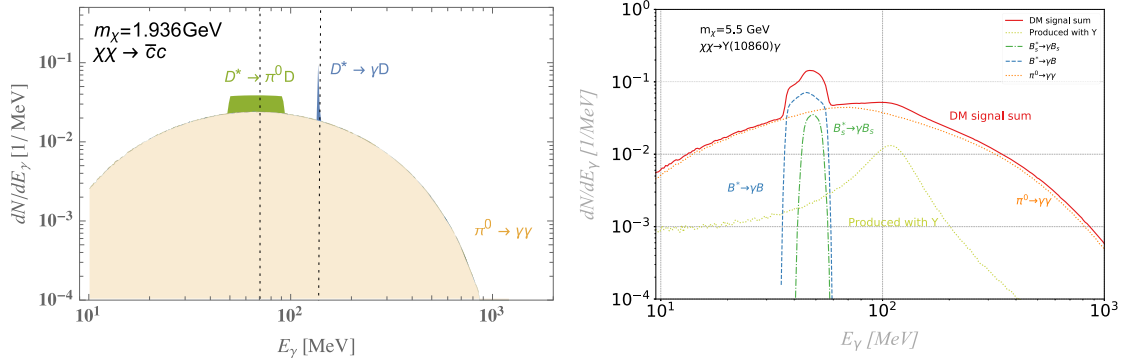 10⁰
m_χ=1.936GeV
χχ → c̄c
10⁻¹
D* → π⁰D
D* → γD
10⁻²
10⁻³
π⁰ → γγ
10⁻⁴
10¹
10²
10³
dN/dE_γ [1/MeV]
E_γ [MeV]
10⁰
m_χ=5.5 GeV
χχ→Υ(10860)γ
DM signal sum
Produced with Υ
B_s*→γB_s
B*→γB
π⁰→γγ
10⁻¹
DM signal sum
B_s*→γB_s
10⁻²
B*→γB
π⁰→γγ
Produced with Υ
10⁻³
10⁻⁴
10¹
10²
10³
dN/dE_γ [1/MeV]
E_γ [MeV]